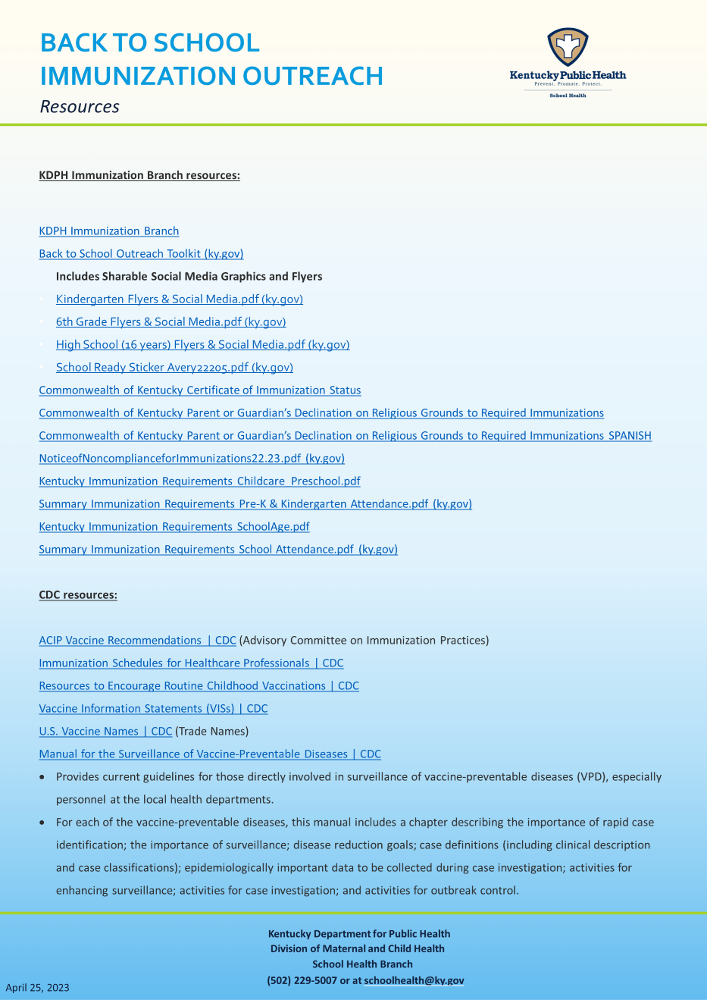 BACK TO SCHOOL
IMMUNIZATION OUTREACH
Resources
Kentucky Public Health
Prevent. Promote. Protect.
School Health
KDPH Immunization Branch resources:
KDPH Immunization Branch
Back to School Outreach Toolkit (ky.gov)
Includes Sharable Social Media Graphics and Flyers
• Kindergarten Flyers & Social Media.pdf (ky.gov)
• 6th Grade Flyers & Social Media.pdf (ky.gov)
• High School (16 years) Flyers & Social Media.pdf (ky.gov)
• School Ready Sticker Avery22205.pdf (ky.gov)
Commonwealth of Kentucky Certificate of Immunization Status
Commonwealth of Kentucky Parent or Guardian’s Declination on Religious Grounds to Required Immunizations
Commonwealth of Kentucky Parent or Guardian’s Declination on Religious Grounds to Required Immunizations SPANISH
NoticeofNoncomplianceforImmunizations22.23.pdf (ky.gov)
Kentucky Immunization Requirements Childcare Preschool.pdf
Summary Immunization Requirements Pre-K & Kindergarten Attendance.pdf (ky.gov)
Kentucky Immunization Requirements SchoolAge.pdf
Summary Immunization Requirements School Attendance.pdf (ky.gov)
CDC resources:
ACIP Vaccine Recommendations | CDC (Advisory Committee on Immunization Practices)
Immunization Schedules for Healthcare Professionals | CDC
Resources to Encourage Routine Childhood Vaccinations | CDC
Vaccine Information Statements (VISs) | CDC
U.S. Vaccine Names | CDC (Trade Names)
Manual for the Surveillance of Vaccine-Preventable Diseases | CDC
• Provides current guidelines for those directly involved in surveillance of vaccine-preventable diseases (VPD), especially
personnel at the local health departments.
• For each of the vaccine-preventable diseases, this manual includes a chapter describing the importance of rapid case
identification; the importance of surveillance; disease reduction goals; case definitions (including clinical description
and case classifications); epidemiologically important data to be collected during case investigation; activities for
enhancing surveillance; activities for case investigation; and activities for outbreak control.
Kentucky Department for Public Health
Division of Maternal and Child Health
School Health Branch
(502) 229-5007 or at schoolhealth@ky.gov
April 25, 2023